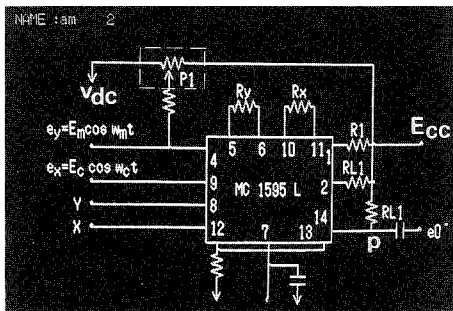 NAME :am 2
P1
Vdc
Ry Rx
ey=Em cos wmt
5 6 10 11
R1
Ecc
4
1
ex=Ec cos wct
9
MC 1595 L
2
RL1
Y
8
14
RL1
X
12 7 13
p
e0